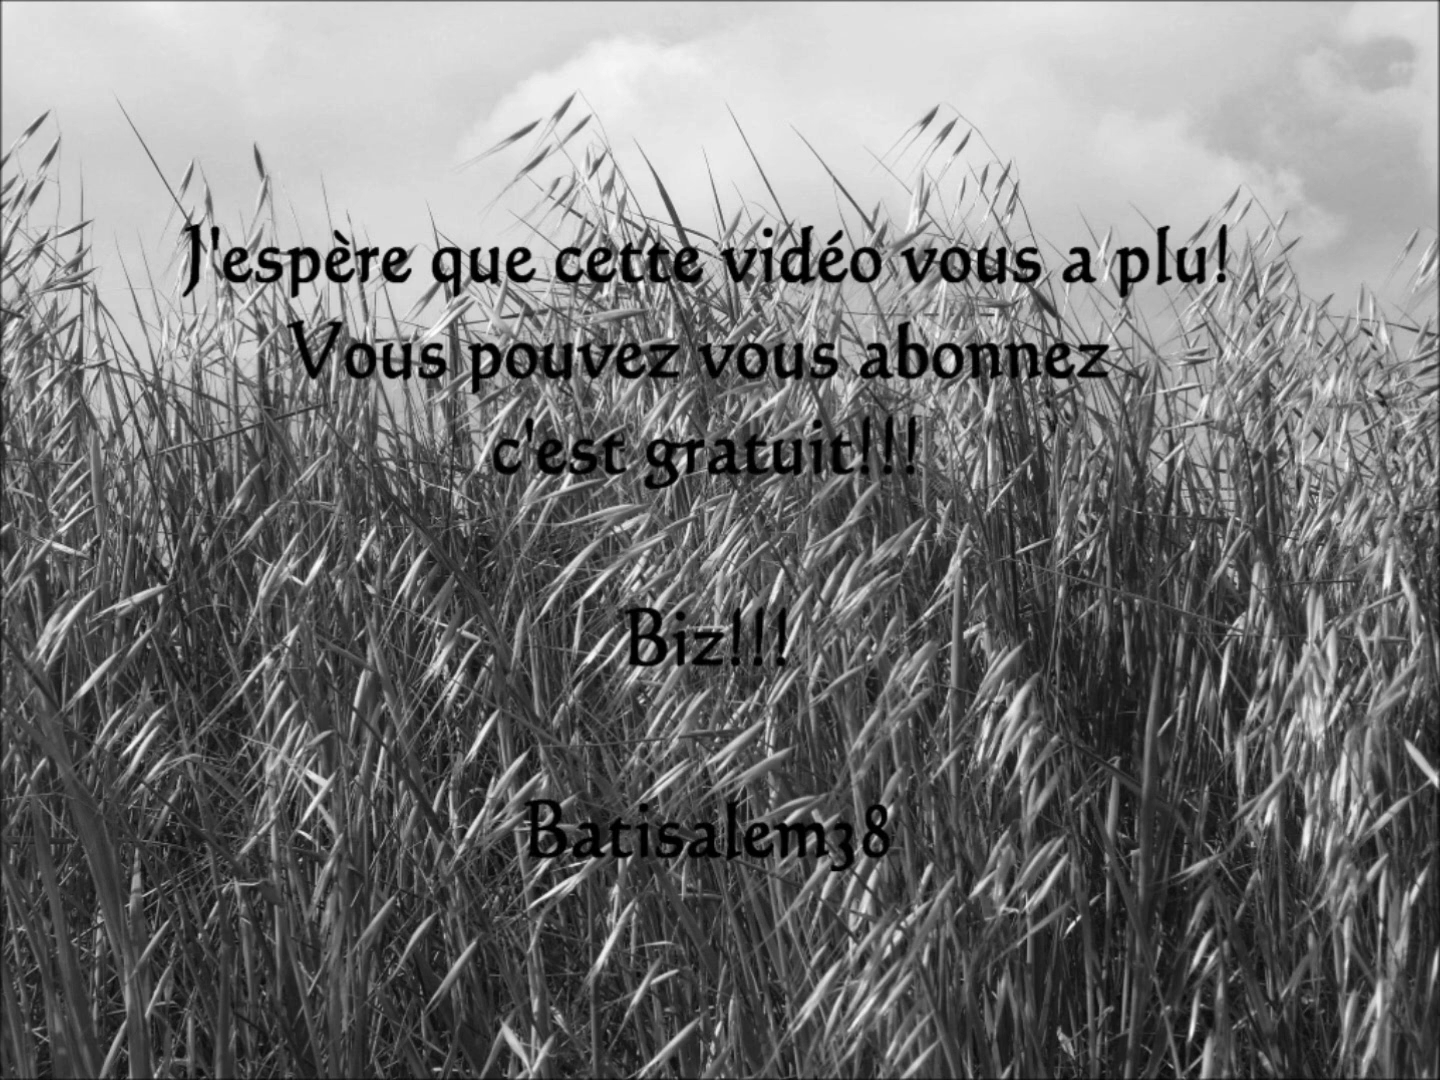 J'espère que cette vidéo vous a plu!
Vous pouvez vous abonnez
c'est gratuit!!!
Biz!!!
Batisalem38